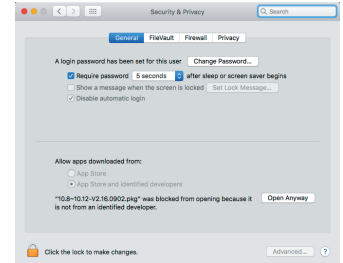 Security & Privacy
Search
General FileVault Firewall Privacy
A login password has been set for this user Change Password...
Require password 5 seconds after sleep or screen saver begins
Show a message when the screen is locked Set Lock Message...
Disable automatic login
Allow apps downloaded from:
App Store
App Store and identified developers
"10.8~10.12-V2.16.0902.pkg" was blocked from opening because it Open Anyway
is not from an identified developer.
Click the lock to make changes. Advanced... ?